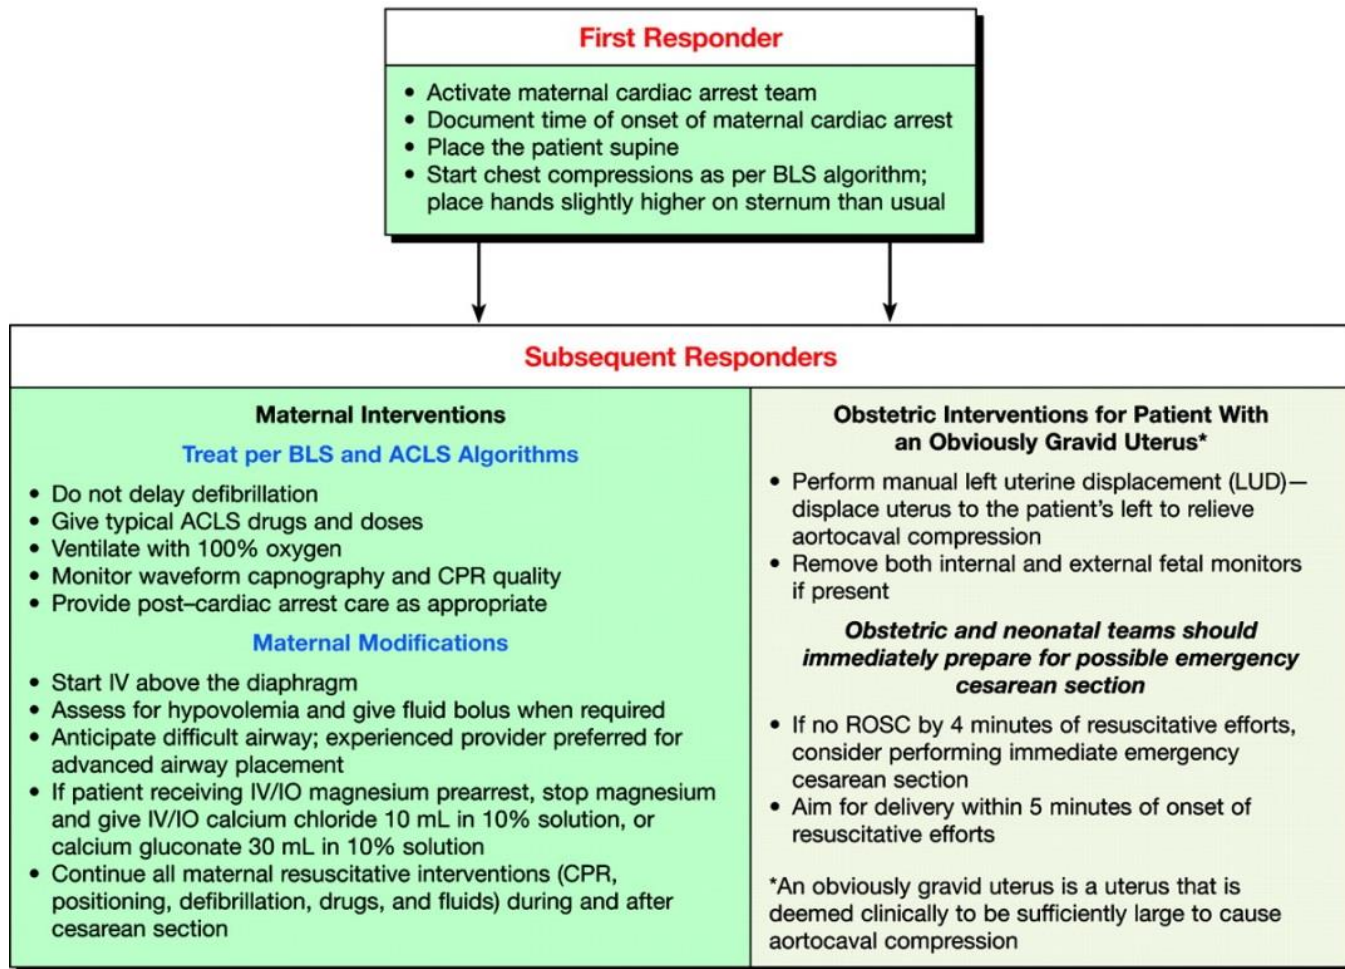 First Responder
• Activate maternal cardiac arrest team
• Document time of onset of maternal cardiac arrest
• Place the patient supine
• Start chest compressions as per BLS algorithm;
place hands slightly higher on sternum than usual
Subsequent Responders
Maternal Interventions
Treat per BLS and ACLS Algorithms
• Do not delay defibrillation
• Give typical ACLS drugs and doses
• Ventilate with 100% oxygen
• Monitor waveform capnography and CPR quality
• Provide post–cardiac arrest care as appropriate
Maternal Modifications
• Start IV above the diaphragm
• Assess for hypovolemia and give fluid bolus when required
• Anticipate difficult airway; experienced provider preferred for
advanced airway placement
• If patient receiving IV/IO magnesium prearrest, stop magnesium
and give IV/IO calcium chloride 10 mL in 10% solution, or
calcium gluconate 30 mL in 10% solution
• Continue all maternal resuscitative interventions (CPR,
positioning, defibrillation, drugs, and fluids) during and after
cesarean section
Obstetric Interventions for Patient With
an Obviously Gravid Uterus*
• Perform manual left uterine displacement (LUD)—
displace uterus to the patient's left to relieve
aortocaval compression
• Remove both internal and external fetal monitors
if present
Obstetric and neonatal teams should
immediately prepare for possible emergency
cesarean section
• If no ROSC by 4 minutes of resuscitative efforts,
consider performing immediate emergency
cesarean section
• Aim for delivery within 5 minutes of onset of
resuscitative efforts
*An obviously gravid uterus is a uterus that is
deemed clinically to be sufficiently large to cause
aortocaval compression